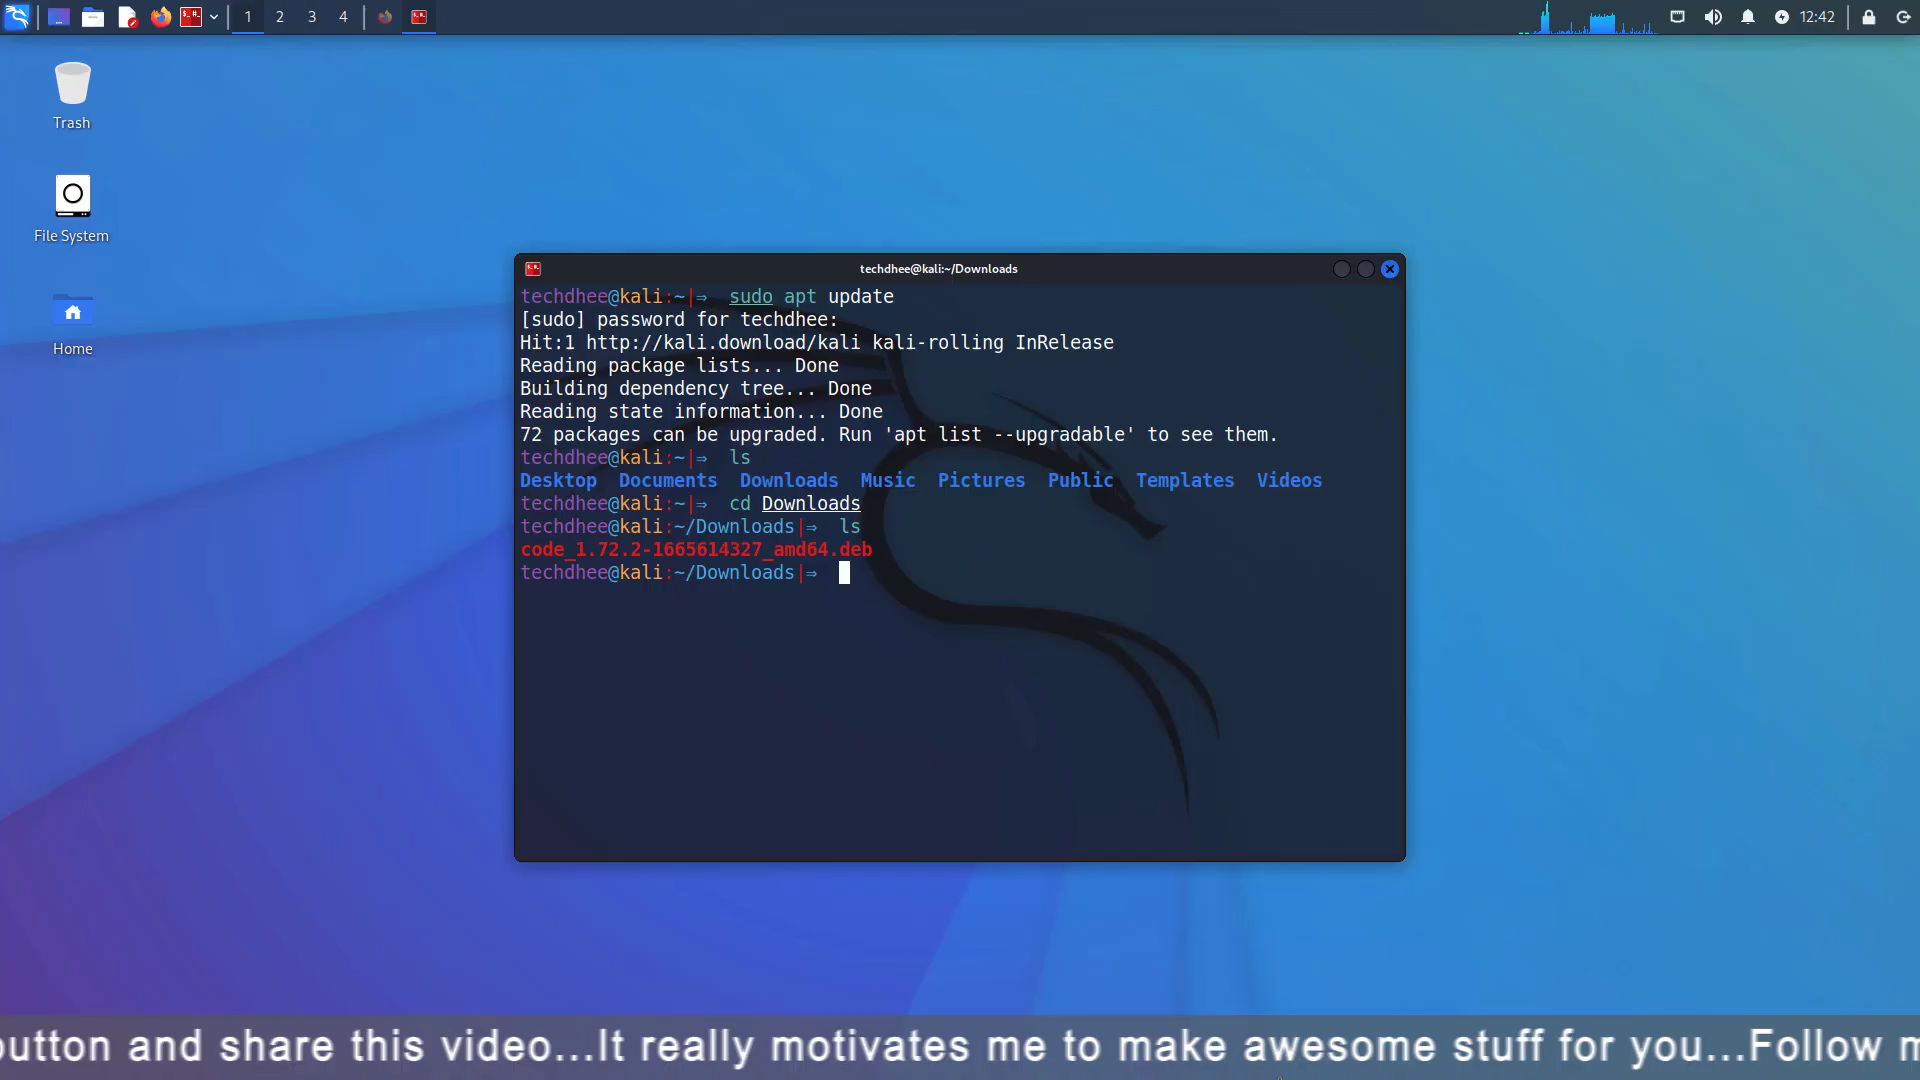 1 2 3 4 12:42
Trash
File System
Home
techdhee@kali:~/Downloads
techdhee@kali:~|⇒ sudo apt update
[sudo] password for techdhee:
Hit:1 http://kali.download/kali kali-rolling InRelease
Reading package lists... Done
Building dependency tree... Done
Reading state information... Done
72 packages can be upgraded. Run 'apt list --upgradable' to see them.
techdhee@kali:~|⇒ ls
Desktop Documents Downloads Music Pictures Public Templates Videos
techdhee@kali:~|⇒ cd Downloads
techdhee@kali:~/Downloads|⇒ ls
code_1.72.2-1665614327_amd64.deb
techdhee@kali:~/Downloads|⇒
button and share this video...It really motivates me to make awesome stuff for you...Follow